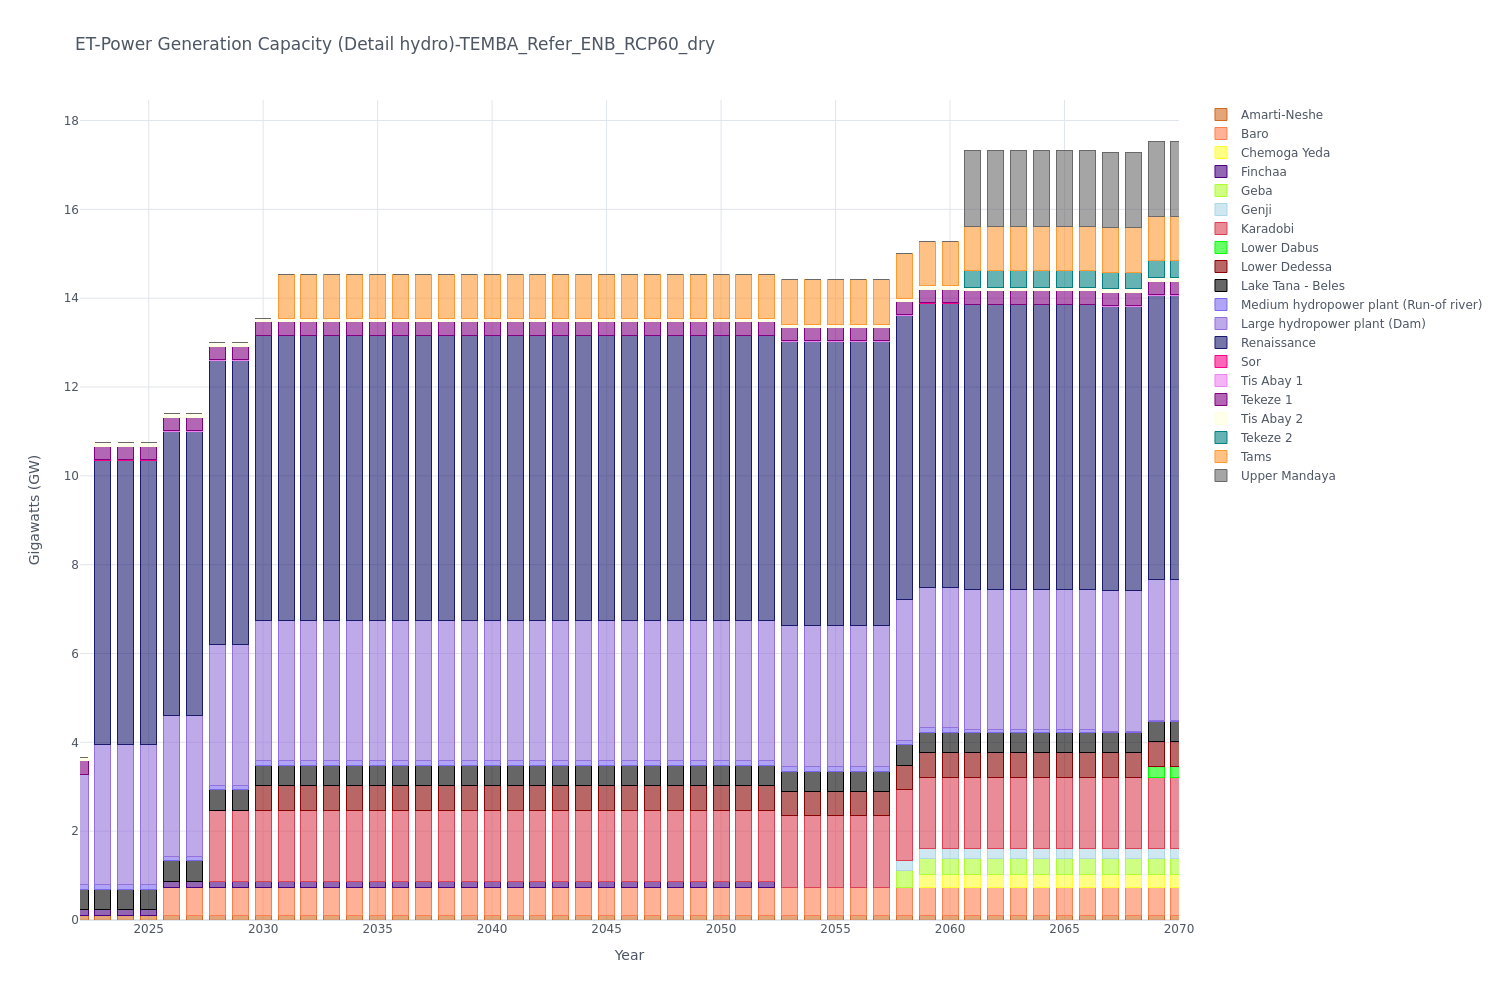 ET-Power Generation Capacity (Detail hydro)-TEMBA_Refer_ENB_RCP60_dry
Gigawatts (GW)
18
16
14
12
10
8
6
4
2
0
2025 2030 2035 2040 2045 2050 2055 2060 2065 2070
Year
Amarti-Neshe
Baro
Chemoga Yeda
Finchaa
Geba
Genji
Karadobi
Lower Dabus
Lower Dedessa
Lake Tana - Beles
Medium hydropower plant (Run-of river)
Large hydropower plant (Dam)
Renaissance
Sor
Tis Abay 1
Tekeze 1
Tis Abay 2
Tekeze 2
Tams
Upper Mandaya